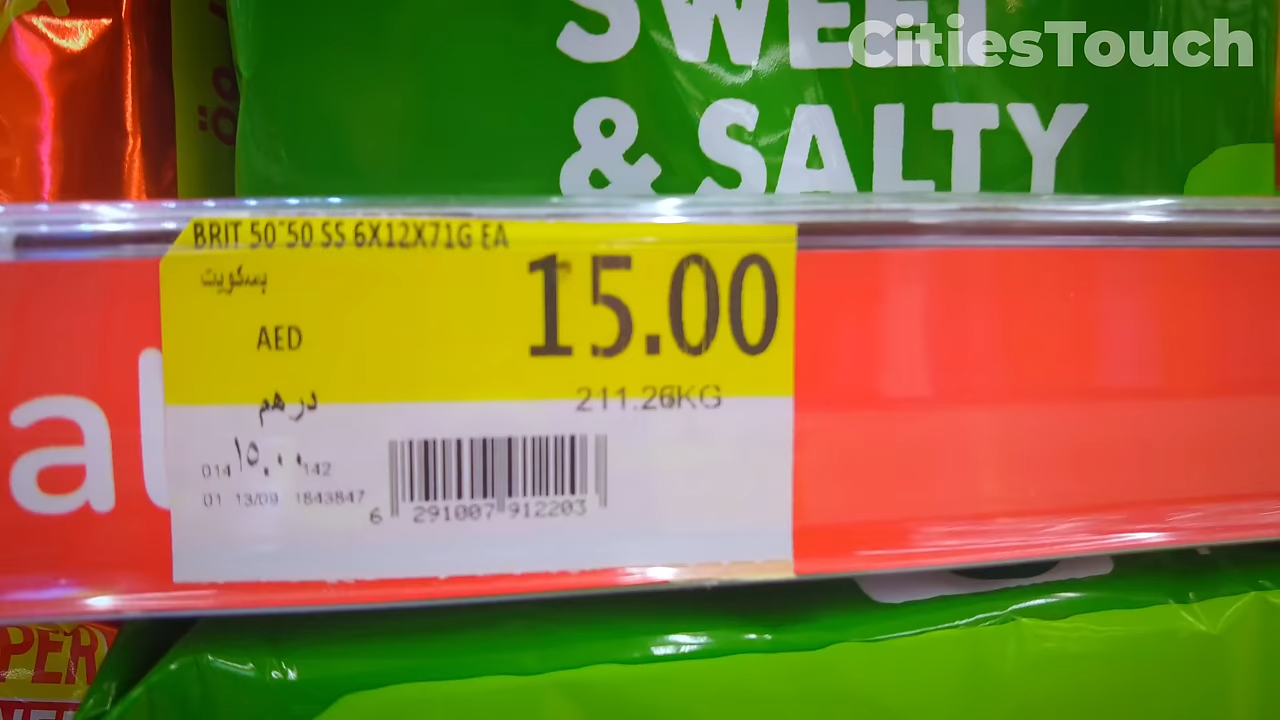 SWEET
CitiesTouch
& SALTY
BRIT 50~50 SS 6X12X71G EA
بسكويت
15.00
AED
211.26KG
درهم
١٥.٠٠
014 142
01 13/09 1843847
6 291007 912203
al
PER